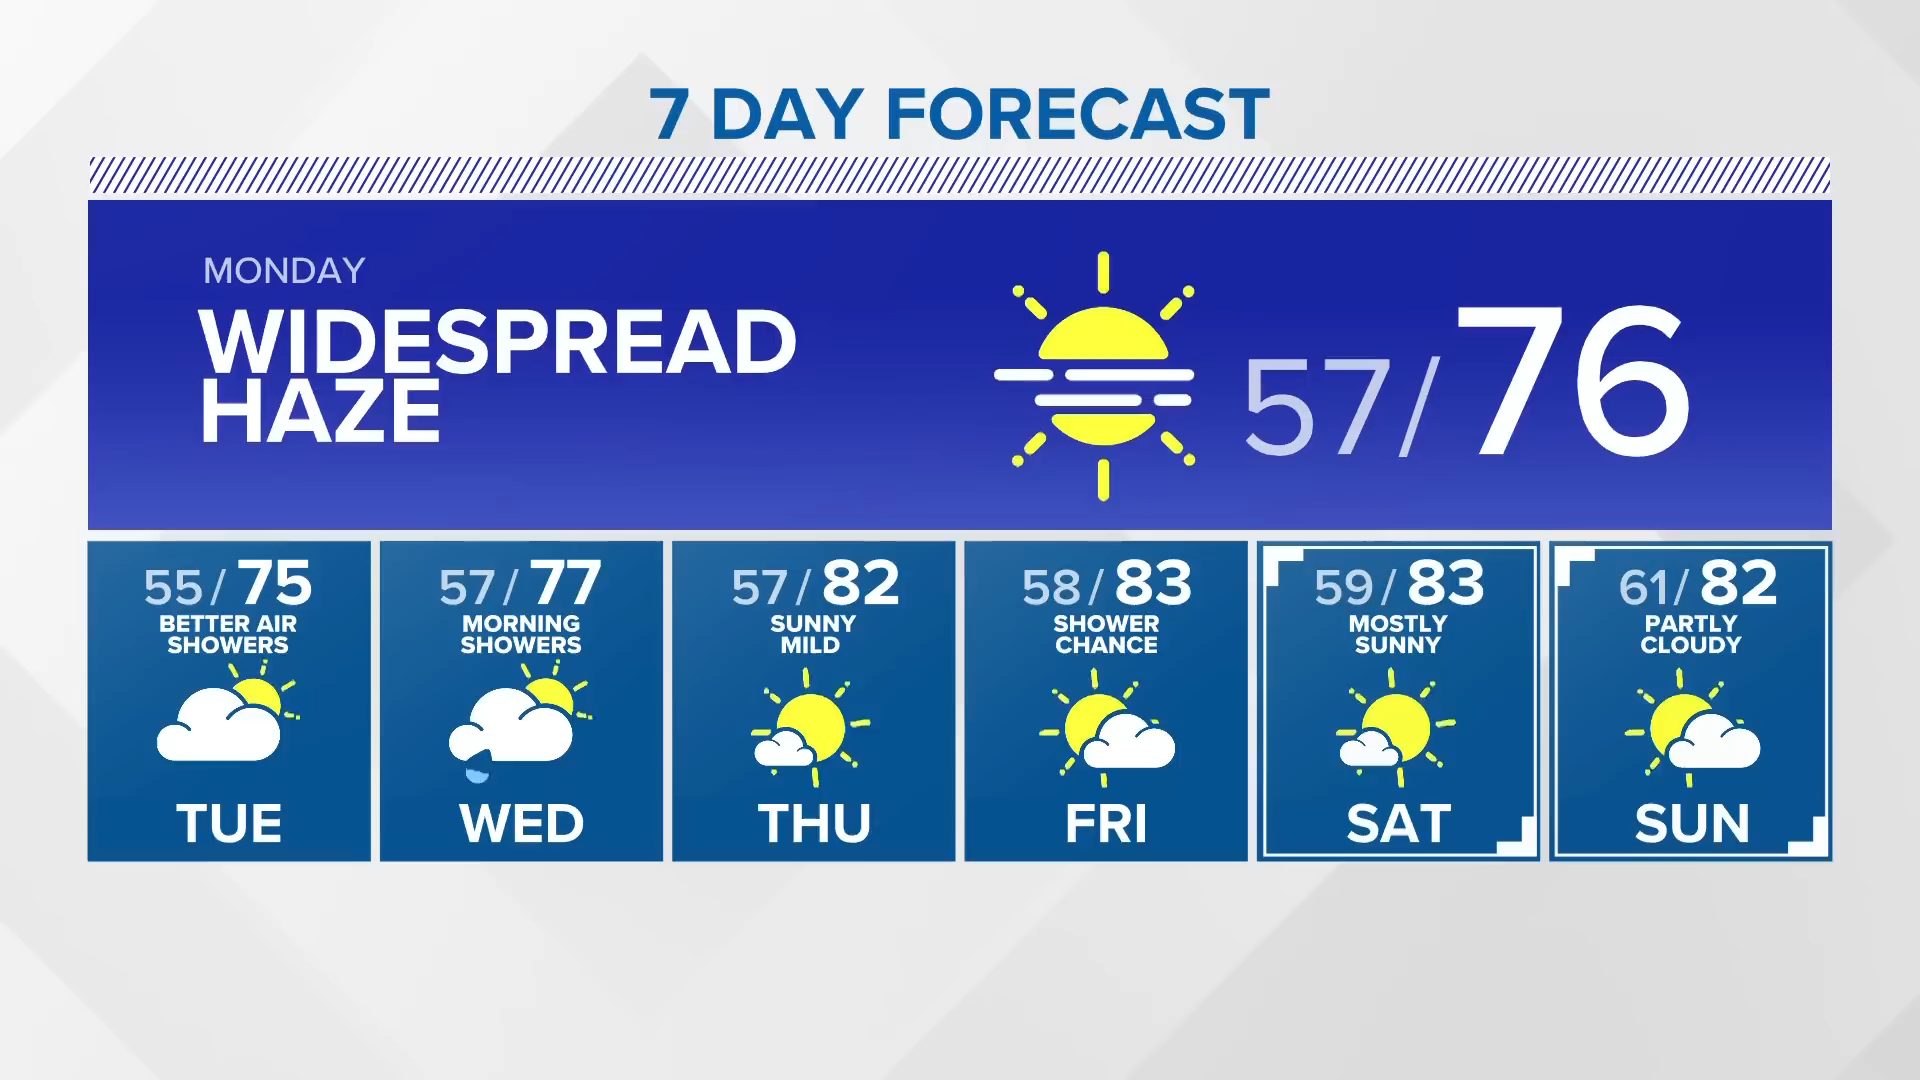 7 DAY FORECAST
MONDAY
WIDESPREAD
HAZE
57/76
55/75
BETTER AIR
SHOWERS
TUE
57/77
MORNING
SHOWERS
WED
57/82
SUNNY
MILD
THU
58/83
SHOWER
CHANCE
FRI
59/83
MOSTLY
SUNNY
SAT
61/82
PARTLY
CLOUDY
SUN